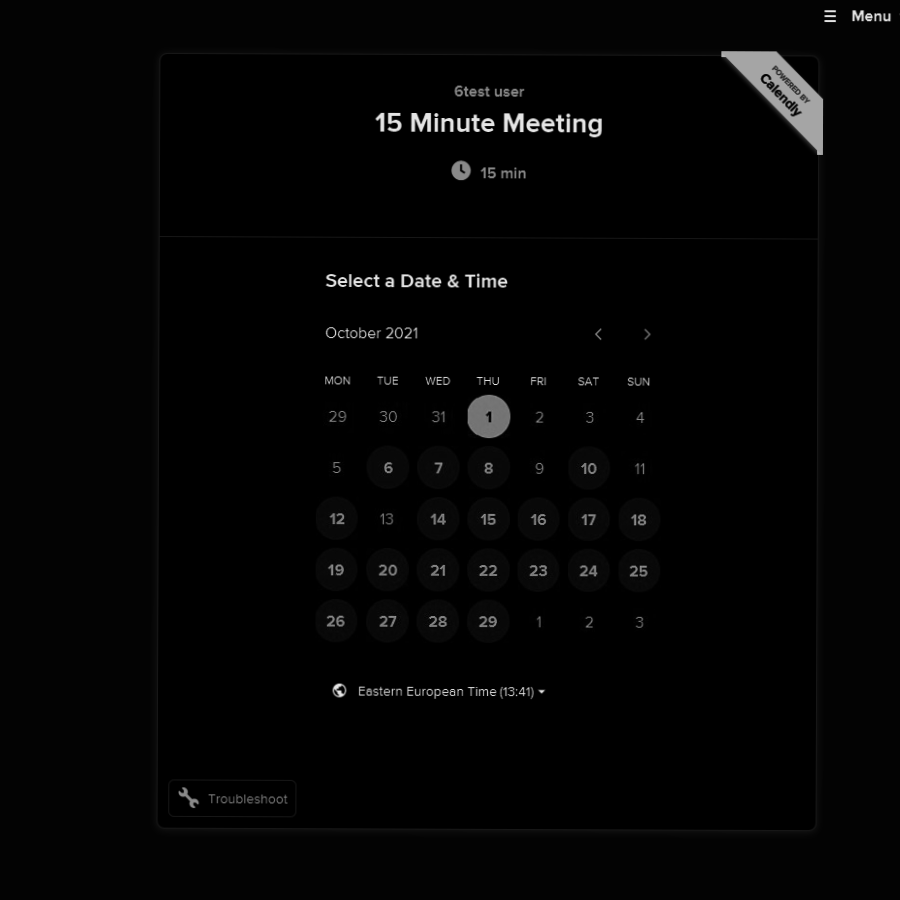 ☰ Menu
POWERED BY
Calendly
6test user
15 Minute Meeting
15 min
Select a Date & Time
October 2021 < >
MON TUE WED THU FRI SAT SUN
29 30 31 1 2 3 4
5 6 7 8 9 10 11
12 13 14 15 16 17 18
19 20 21 22 23 24 25
26 27 28 29 1 2 3
Eastern European Time (13:41)
Troubleshoot